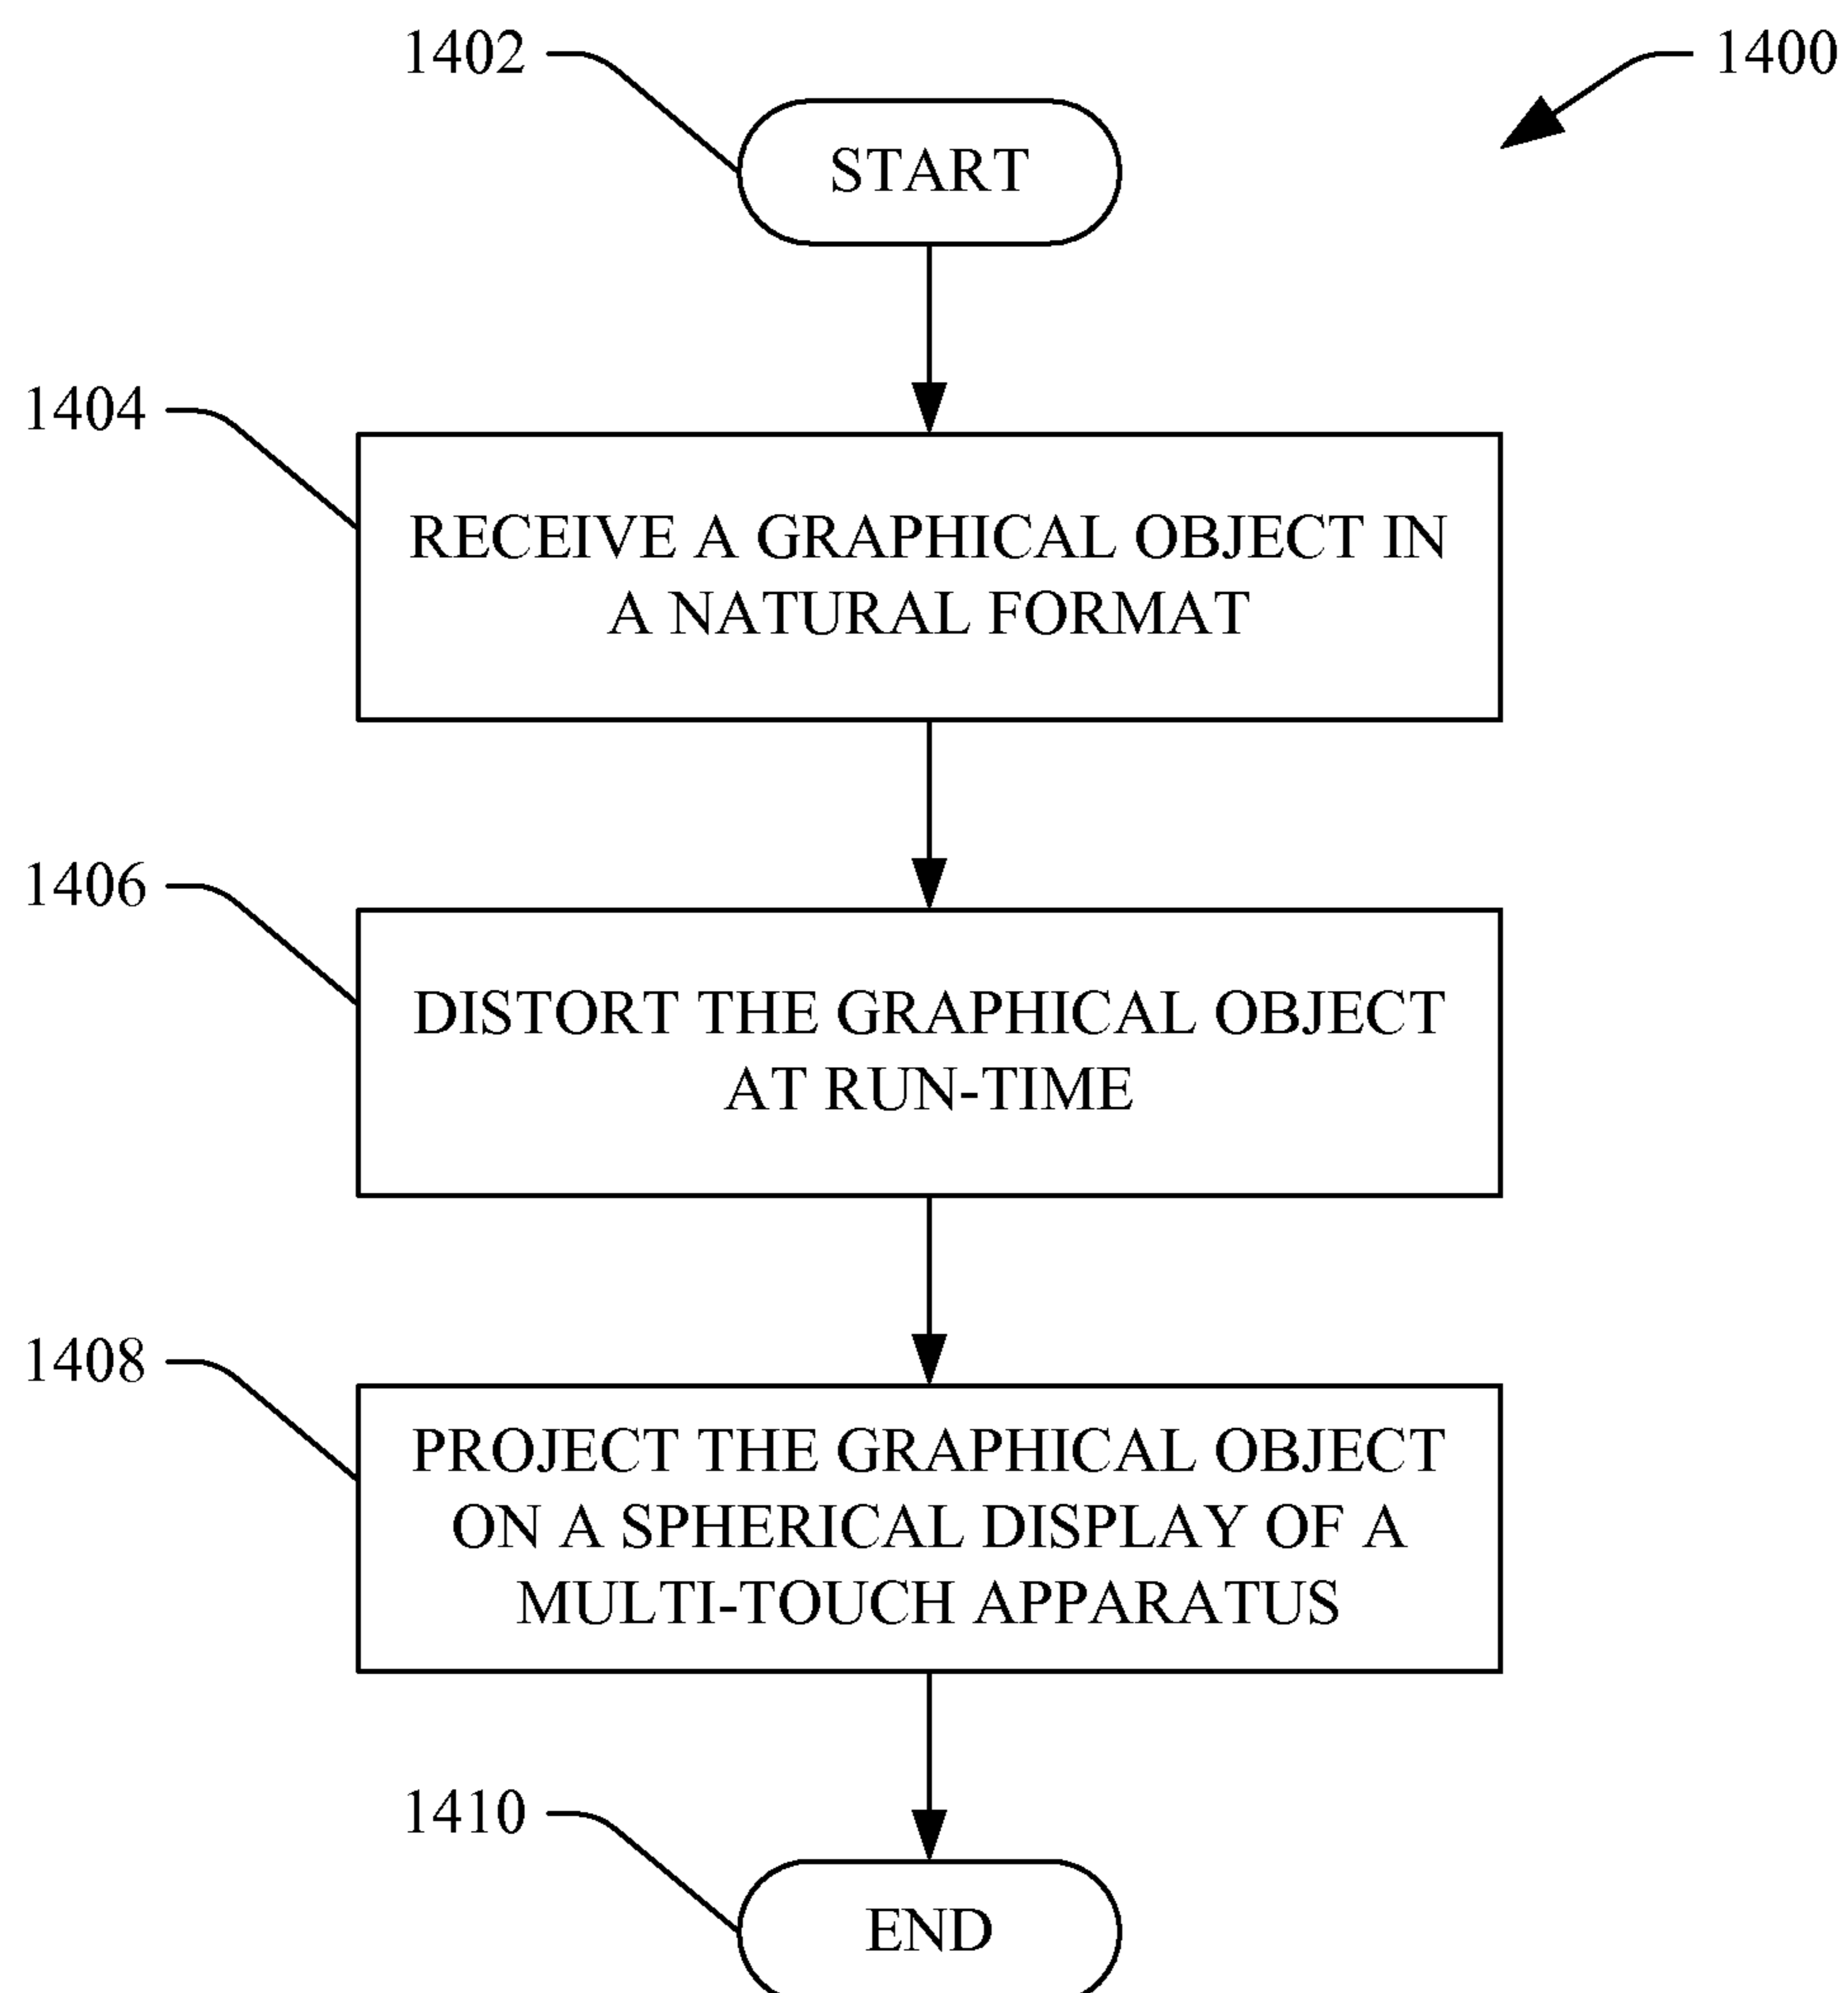 1402
1400
START
1404
RECEIVE A GRAPHICAL OBJECT IN
A NATURAL FORMAT
1406
DISTORT THE GRAPHICAL OBJECT
AT RUN-TIME
1408
PROJECT THE GRAPHICAL OBJECT
ON A SPHERICAL DISPLAY OF A
MULTI-TOUCH APPARATUS
1410
END